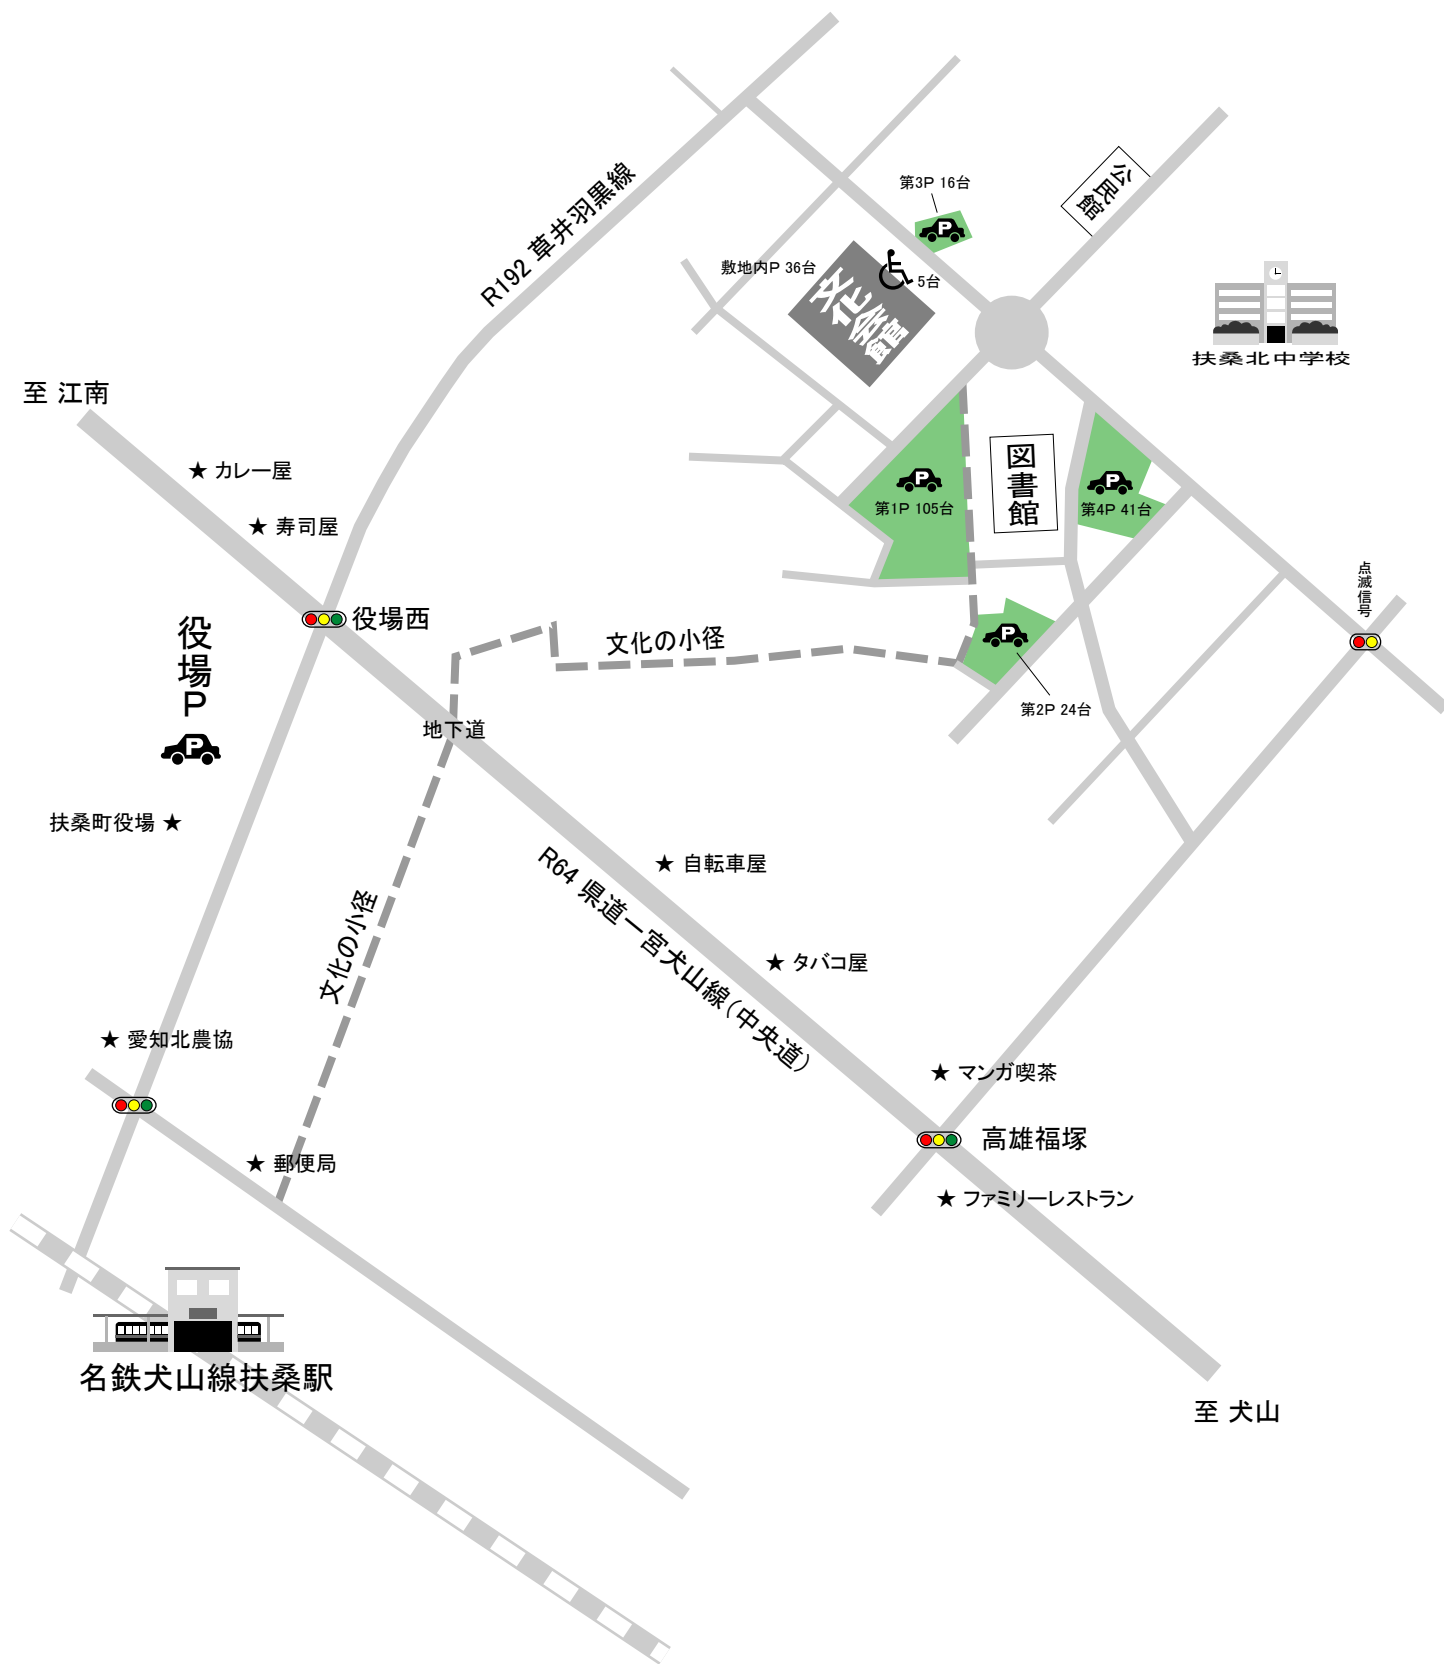 第3P 16台
公民館
R192 草井羽黒線
敷地内P 36台
5台
文化会館
扶桑北中学校
至 江南
★ カレー屋
★ 寿司屋
図書館
P
第1P 105台
P
第4P 41台
P
点滅信号
役場西
役場P
P
文化の小径
P
第2P 24台
地下道
扶桑町役場 ★
R64 県道一宮犬山線(中央道)
★ 自転車屋
文化の小径
★ タバコ屋
★ 愛知北農協
★ マンガ喫茶
高雄福塚
★ 郵便局
★ ファミリーレストラン
名鉄犬山線扶桑駅
至 犬山